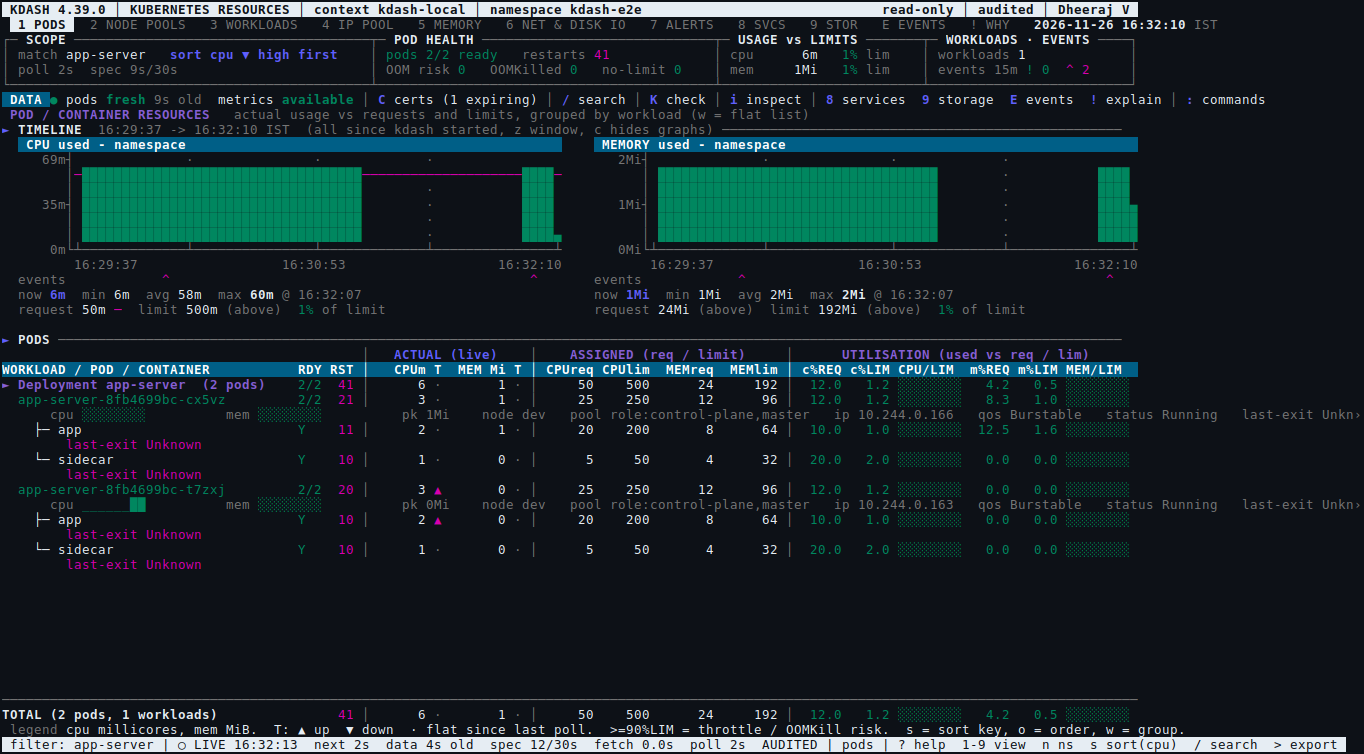 KDASH 4.39.0 │ KUBERNETES RESOURCES │ context kdash-local │ namespace kdash-e2e read-only │ audited │ Dheeraj V
1 PODS 2 NODE POOLS 3 WORKLOADS 4 IP POOL 5 MEMORY 6 NET & DISK IO 7 ALERTS 8 SVCS 9 STOR E EVENTS ! WHY 2026-11-26 16:32:10 IST
SCOPE POD HEALTH USAGE vs LIMITS WORKLOADS · EVENTS
match app-server sort cpu ▼ high first │ pods 2/2 ready restarts 41 │ cpu 6m 1% lim │ workloads 1
poll 2s spec 9s/30s │ OOM risk 0 OOMKilled 0 no-limit 0 │ mem 1Mi 1% lim │ events 15m ! 0 ^ 2
DATA ● pods fresh 9s old metrics available │ C certs (1 expiring) │ / search │ K check │ i inspect │ 8 services 9 storage E events ! explain │ : commands
POD / CONTAINER RESOURCES actual usage vs requests and limits, grouped by workload (w = flat list)
► TIMELINE 16:29:37 -> 16:32:10 IST (all since kdash started, z window, c hides graphs)
CPU used - namespace MEMORY used - namespace
69m 2Mi
35m 1Mi
0m 0Mi
16:29:37 16:30:53 16:32:10 16:29:37 16:30:53 16:32:10
events ^ ^ events ^ ^
now 6m min 6m avg 58m max 60m @ 16:32:07 now 1Mi min 1Mi avg 2Mi max 2Mi @ 16:32:07
request 50m — limit 500m (above) 1% of limit request 24Mi (above) limit 192Mi (above) 1% of limit
► PODS
│ ACTUAL (live) │ ASSIGNED (req / limit) │ UTILISATION (used vs req / lim)
WORKLOAD / POD / CONTAINER RDY RST │ CPUm T MEM Mi T │ CPUreq CPUlim MEMreq MEMlim │ c%REQ c%LIM CPU/LIM m%REQ m%LIM MEM/LIM
► Deployment app-server (2 pods) 2/2 41 │ 6 · 1 · │ 50 500 24 192 │ 12.0 1.2 4.2 0.5
app-server-8fb4699bc-cx5vz 2/2 21 │ 3 · 1 · │ 25 250 12 96 │ 12.0 1.2 8.3 1.0
cpu mem pk 1Mi node dev pool role:control-plane,master ip 10.244.0.166 qos Burstable status Running last-exit Unkn›
├─ app Y 11 │ 2 · 1 · │ 20 200 8 64 │ 10.0 1.0 12.5 1.6
last-exit Unknown
└─ sidecar Y 10 │ 1 · 0 · │ 5 50 4 32 │ 20.0 2.0 0.0 0.0
last-exit Unknown
app-server-8fb4699bc-t7zxj 2/2 20 │ 3 ▲ 0 · │ 25 250 12 96 │ 12.0 1.2 0.0 0.0
cpu mem pk 0Mi node dev pool role:control-plane,master ip 10.244.0.163 qos Burstable status Running last-exit Unkn›
├─ app Y 10 │ 2 ▲ 0 · │ 20 200 8 64 │ 10.0 1.0 0.0 0.0
last-exit Unknown
└─ sidecar Y 10 │ 1 · 0 · │ 5 50 4 32 │ 20.0 2.0 0.0 0.0
last-exit Unknown
TOTAL (2 pods, 1 workloads) 41 │ 6 · 1 · │ 50 500 24 192 │ 12.0 1.2 4.2 0.5
legend cpu millicores, mem MiB. T: ▲ up ▼ down · flat since last poll. >=90%LIM = throttle / OOMKill risk. s = sort key, o = order, w = group.
filter: app-server │ ○ LIVE 16:32:13 next 2s data 4s old spec 12/30s fetch 0.0s poll 2s AUDITED │ pods │ ? help 1-9 view n ns s sort(cpu) / search > export